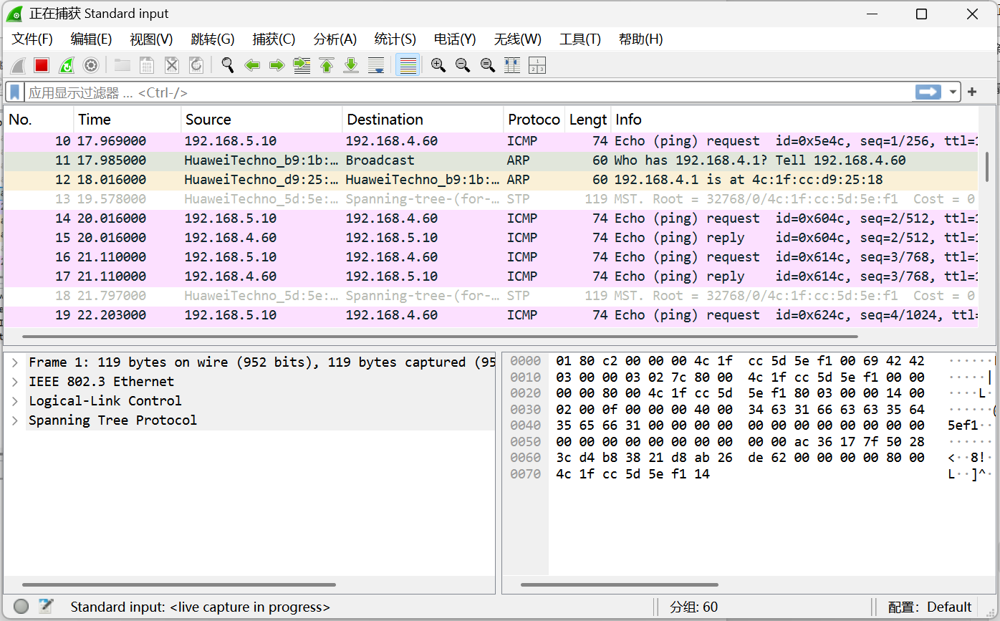 正在捕获 Standard input
文件(F) 编辑(E) 视图(V) 跳转(G) 捕获(C) 分析(A) 统计(S) 电话(Y) 无线(W) 工具(T) 帮助(H)
应用显示过滤器 … <Ctrl-/>
No. Time Source Destination Protoco Lengt Info
10 17.969000 192.168.5.10 192.168.4.60 ICMP 74 Echo (ping) request id=0x5e4c, seq=1/256, ttl=1
11 17.985000 HuaweiTechno_b9:1b:… Broadcast ARP 60 Who has 192.168.4.1? Tell 192.168.4.60
12 18.016000 HuaweiTechno_d9:25:… HuaweiTechno_b9:1b:… ARP 60 192.168.4.1 is at 4c:1f:cc:d9:25:18
13 19.578000 HuaweiTechno_5d:5e:… Spanning-tree-(for-… STP 119 MST. Root = 32768/0/4c:1f:cc:5d:5e:f1 Cost = 0
14 20.016000 192.168.5.10 192.168.4.60 ICMP 74 Echo (ping) request id=0x604c, seq=2/512, ttl=1
15 20.016000 192.168.4.60 192.168.5.10 ICMP 74 Echo (ping) reply id=0x604c, seq=2/512, ttl=1
16 21.110000 192.168.5.10 192.168.4.60 ICMP 74 Echo (ping) request id=0x614c, seq=3/768, ttl=1
17 21.110000 192.168.4.60 192.168.5.10 ICMP 74 Echo (ping) reply id=0x614c, seq=3/768, ttl=1
18 21.797000 HuaweiTechno_5d:5e:… Spanning-tree-(for-… STP 119 MST. Root = 32768/0/4c:1f:cc:5d:5e:f1 Cost = 0
19 22.203000 192.168.5.10 192.168.4.60 ICMP 74 Echo (ping) request id=0x624c, seq=4/1024, ttl=
Frame 1: 119 bytes on wire (952 bits), 119 bytes captured (95
IEEE 802.3 Ethernet
Logical-Link Control
Spanning Tree Protocol
0000 01 80 c2 00 00 00 4c 1f cc 5d 5e f1 00 69 42 42 ······
0010 03 00 00 03 02 7c 80 00 4c 1f cc 5d 5e f1 00 00 ·····|
0020 00 00 80 00 4c 1f cc 5d 5e f1 80 03 00 00 14 00 ····L·
0030 02 00 0f 00 00 00 40 00 34 63 31 66 63 63 35 64 ······
0040 35 65 66 31 00 00 00 00 00 00 00 00 00 00 00 00 5ef1··
0050 00 00 00 00 00 00 00 00 00 00 ac 36 17 7f 50 28 ······
0060 3c d4 b8 38 21 d8 ab 26 de 62 00 00 00 00 80 00 <··8!·
0070 4c 1f cc 5d 5e f1 14 L··]^·
Standard input: <live capture in progress> 分组: 60 配置: Default